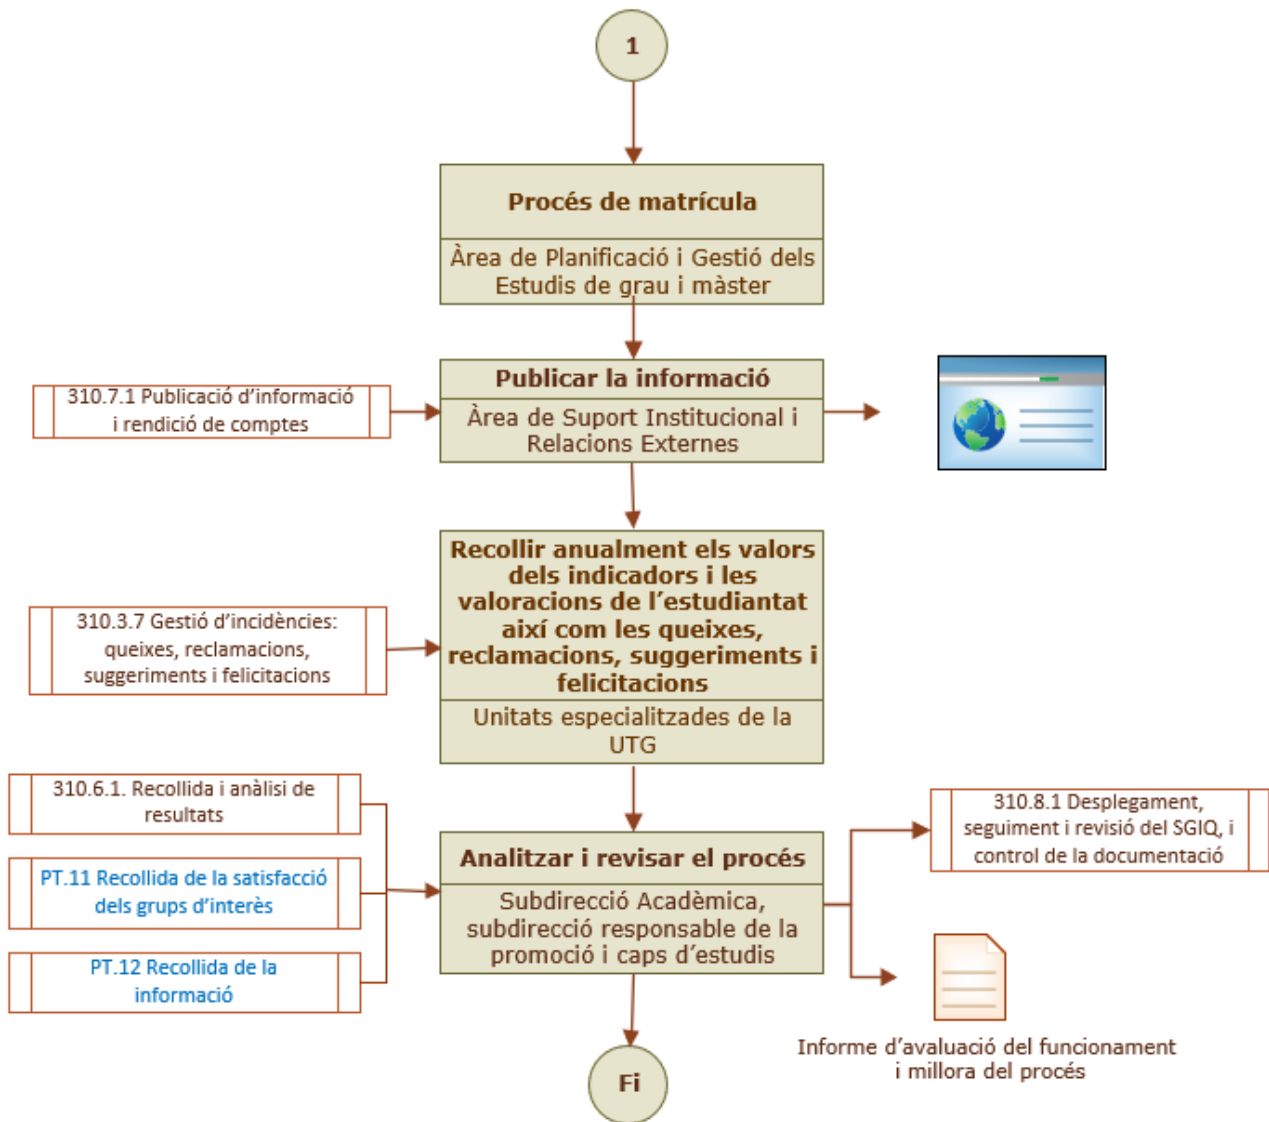 1
Procés de matrícula
Àrea de Planificació i Gestió dels
Estudis de grau i màster
310.7.1 Publicació d’informació
i rendició de comptes
Publicar la informació
Àrea de Suport Institucional i
Relacions Externes
310.3.7 Gestió d’incidències:
queixes, reclamacions,
suggeriments i felicitacions
Recollir anualment els valors
dels indicadors i les
valoracions de l’estudiantat
així com les queixes,
reclamacions, suggeriments i
felicitacions
Unitats especialitzades de la
UTG
310.6.1. Recollida i anàlisi de
resultats
PT.11 Recollida de la satisfacció
dels grups d’interès
PT.12 Recollida de la
informació
Analitzar i revisar el procés
Subdirecció Acadèmica,
subdirecció responsable de la
promoció i caps d’estudis
310.8.1 Desplegament,
seguiment i revisió del SGIQ, i
control de la documentació
Informe d’avaluació del funcionament
i millora del procés
Fi